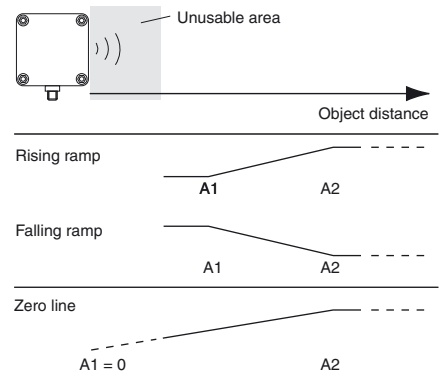 Unusable area
Object distance
Rising ramp
A1 A2
Falling ramp
A1 A2
Zero line
A1 = 0 A2